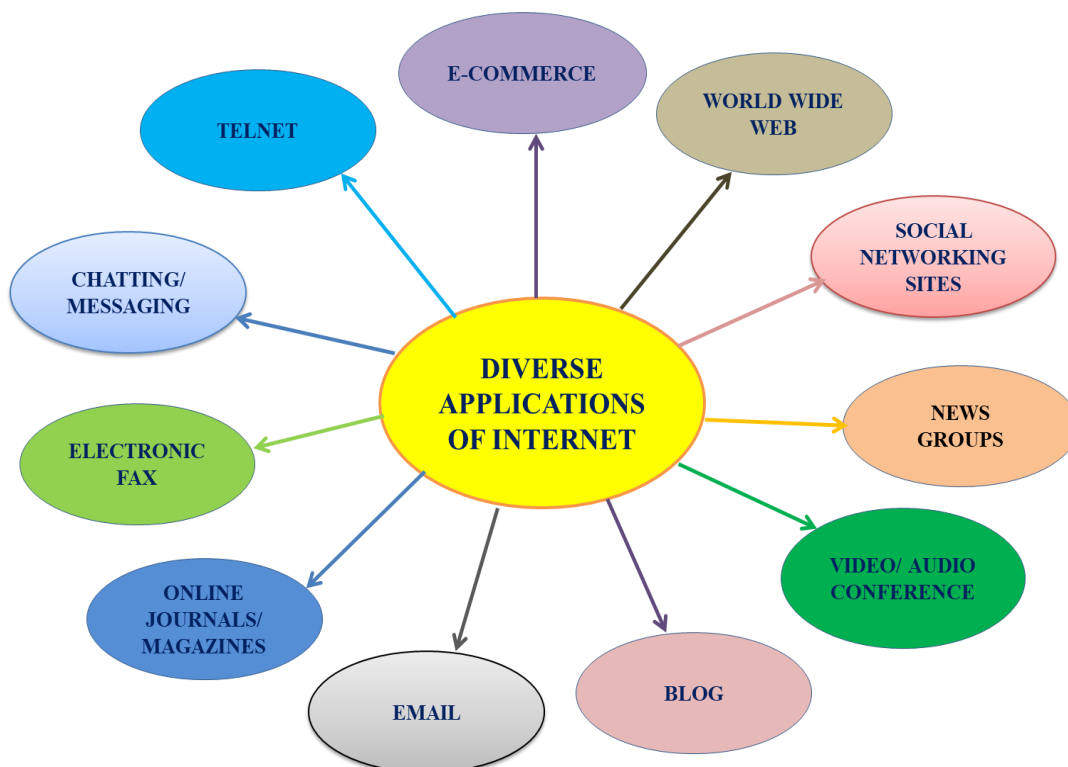 E-COMMERCE
WORLD WIDE
WEB
TELNET
SOCIAL
NETWORKING
SITES
CHATTING/
MESSAGING
DIVERSE
APPLICATIONS
OF INTERNET
NEWS
GROUPS
ELECTRONIC
FAX
VIDEO/ AUDIO
CONFERENCE
ONLINE
JOURNALS/
MAGAZINES
EMAIL
BLOG